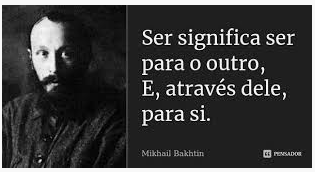 Ser significa ser
para o outro,
E, através dele,
para si.
Mikhail Bakhtin
PENSADOR